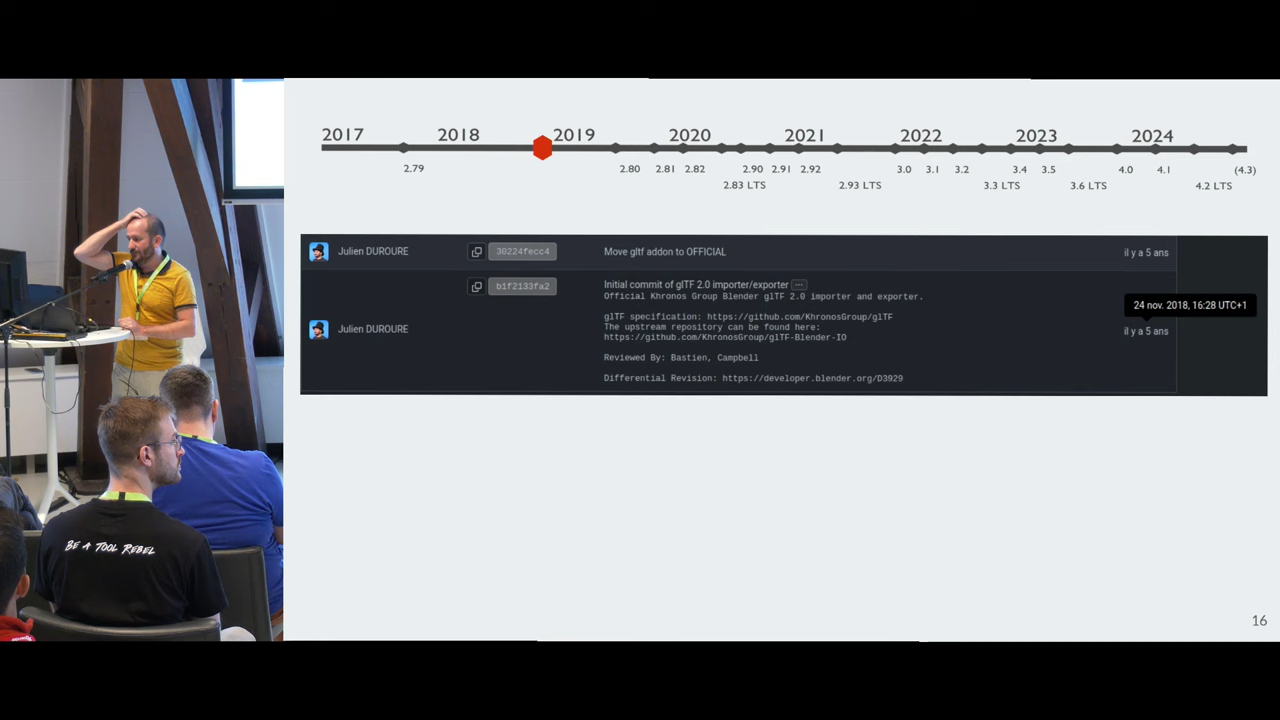 2017 2018 2019 2020 2021 2022 2023 2024
2.79 2.80 2.81 2.82 2.90 2.91 2.92 3.0 3.1 3.2 3.4 3.5 4.0 4.1 (4.3)
2.83 LTS 2.93 LTS 3.3 LTS 3.6 LTS 4.2 LTS
Julien DUROURE 30224fecc4 Move gltf addon to OFFICIAL il y a 5 ans
b1f2133fa2 Initial commit of glTF 2.0 importer/exporter ...
Official Khronos Group Blender glTF 2.0 importer and exporter.
24 nov. 2018, 16:28 UTC+1
glTF specification: https://github.com/KhronosGroup/glTF
Julien DUROURE The upstream repository can be found here: il y a 5 ans
https://github.com/KhronosGroup/glTF-Blender-IO
Reviewed By: Bastien, Campbell
Differential Revision: https://developer.blender.org/D3929
BE A TOOL REBEL
16